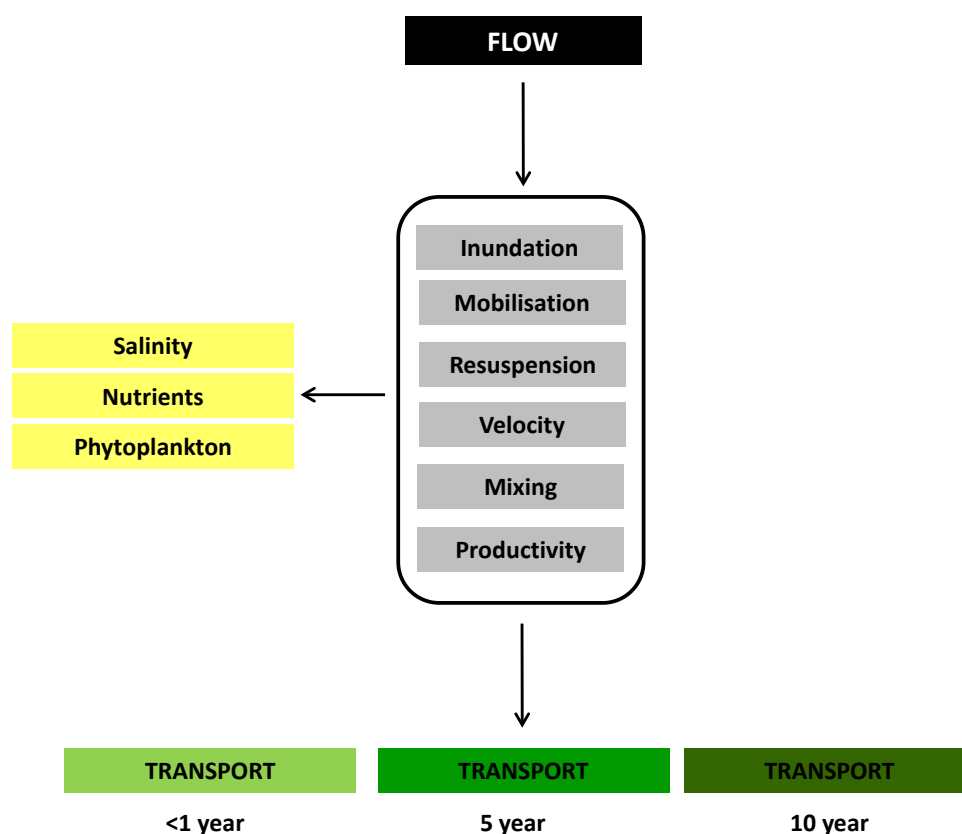 FLOW
Inundation
Mobilisation
Resuspension
Velocity
Mixing
Productivity
Salinity
Nutrients
Phytoplankton
TRANSPORT
TRANSPORT
TRANSPORT
<1 year
5 year
10 year